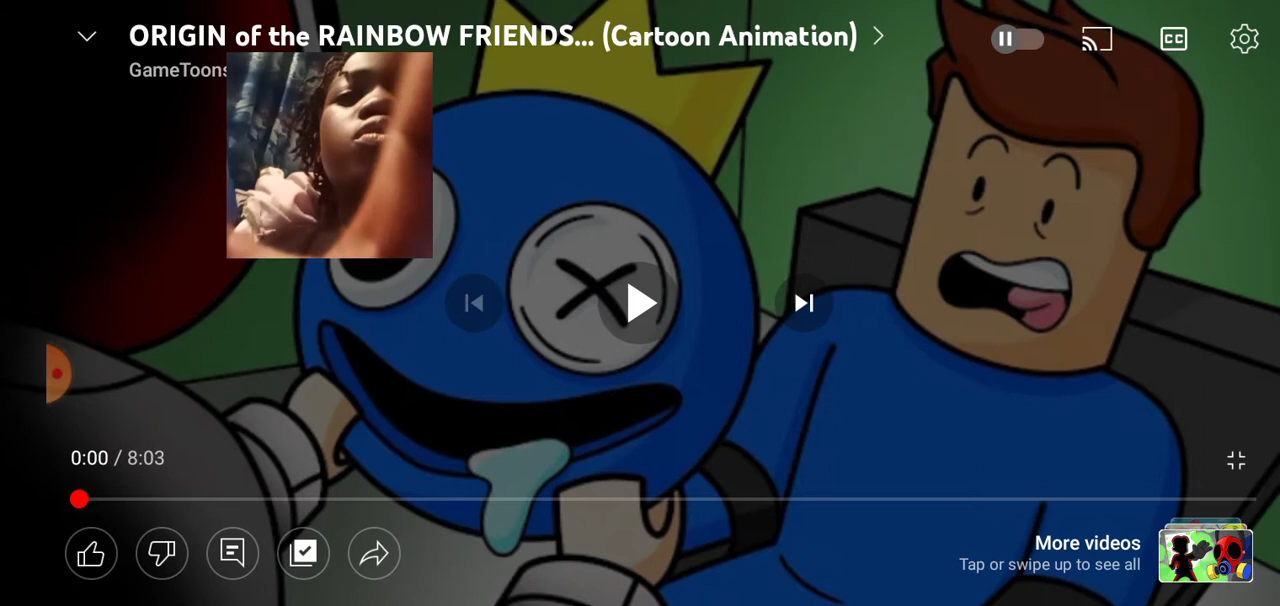 ORIGIN of the RAINBOW FRIENDS... (Cartoon Animation)
GameToons
CC
0:00 / 8:03
More videos
Tap or swipe up to see all